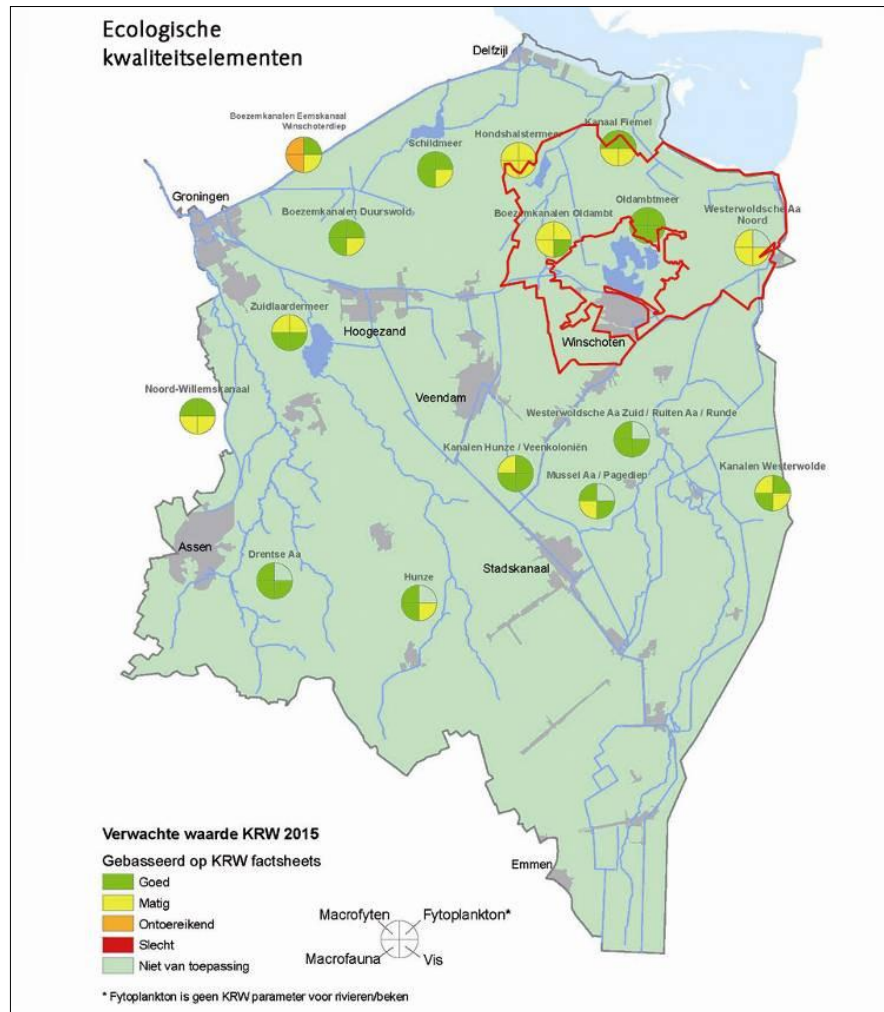 Ecologische
kwaliteitselementen
Delfzijl
Boezemkanalen Eemskanaal
Winschoterdiep
Schildmeer
Hondshalstermeer
Kanaal Fiemel
Groningen
Boezemkanalen Duurswold
Boezemkanalen Oldambt
Oldambtmeer
Westerwoldsche Aa
Noord
Zuidlaardermeer
Hoogezand
Winschoten
Noord-Willemskanaal
Veendam
Westerwoldsche Aa Zuid / Ruiten Aa / Runde
Kanalen Hunze / Veenkoloniën
Mussel Aa / Pagediep
Kanalen Westerwolde
Assen
Drentse Aa
Hunze
Stadskanaal
Emmen
Verwachte waarde KRW 2015
Gebasseerd op KRW factsheets
Goed
Matig
Ontoereikend
Slecht
Niet van toepassing
Macrofyten
Fytoplankton*
Macrofauna
Vis
* Fytoplankton is geen KRW parameter voor rivieren/beken